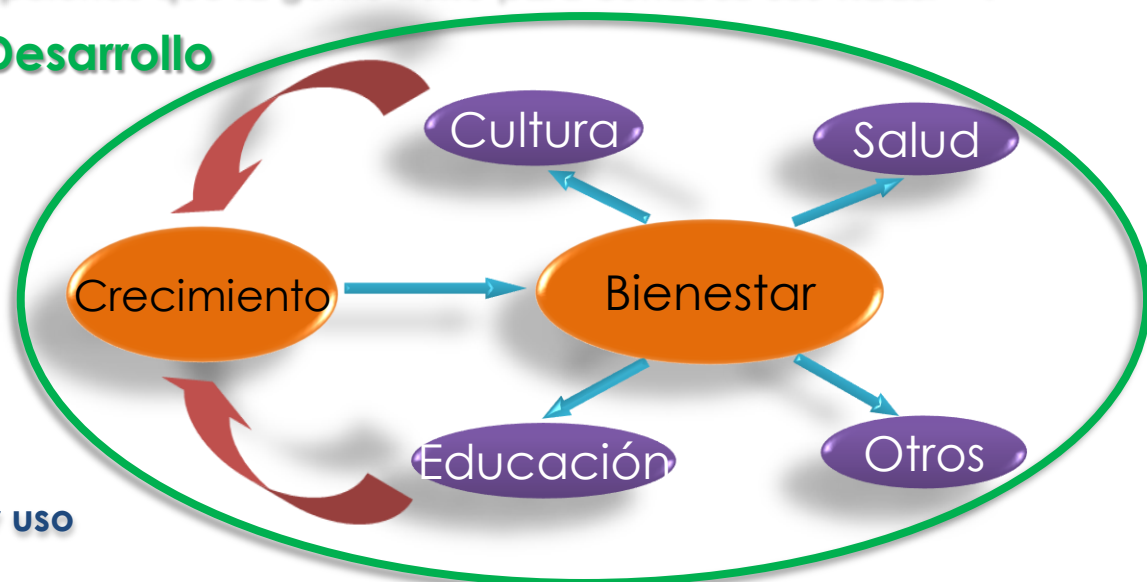 Desarrollo
Cultura
Salud
Crecimiento
Bienestar
Educación
Otros
uso